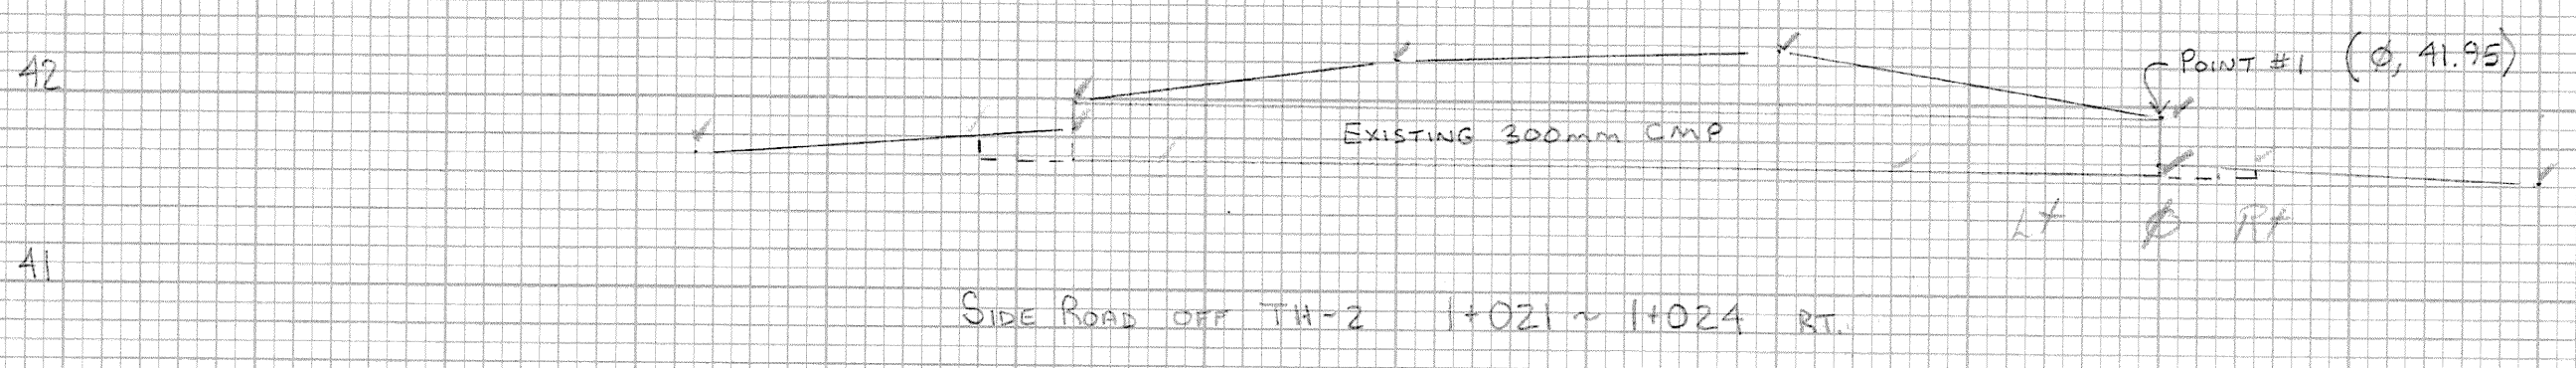 POINT #1 (Ø, 41.95)
42
EXISTING 300mm CMP
Lt Ø Rt
41
SIDE ROAD OFF TH-2 1+021 ~ 1+024 RT.